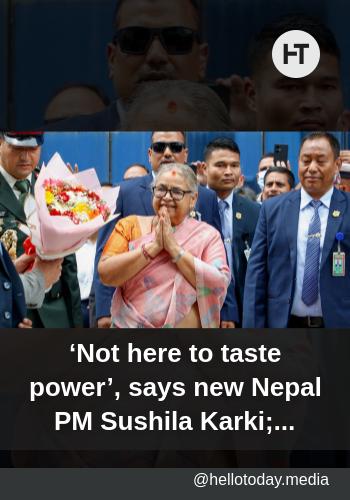 HT
‘Not here to taste
power’, says new Nepal
PM Sushila Karki;...
@hellotoday.media